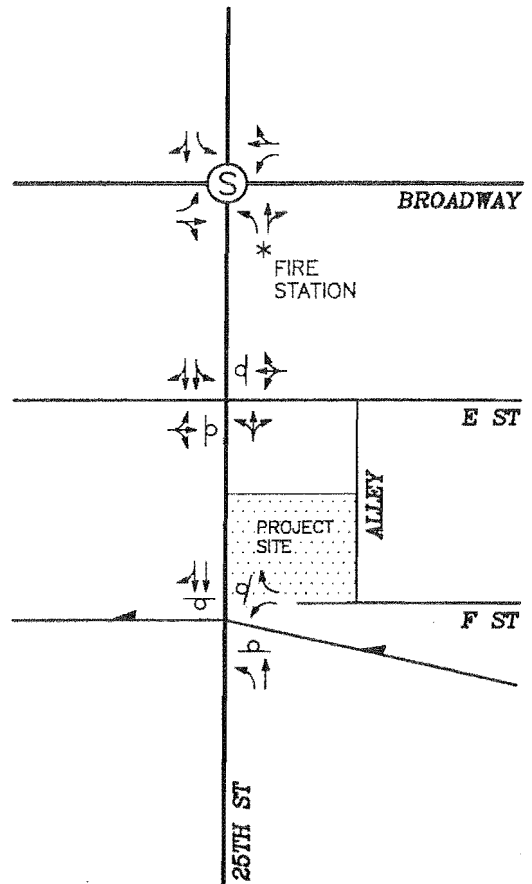 S
BROADWAY
FIRE
STATION
E ST
ALLEY
PROJECT
SITE
F ST
25TH ST